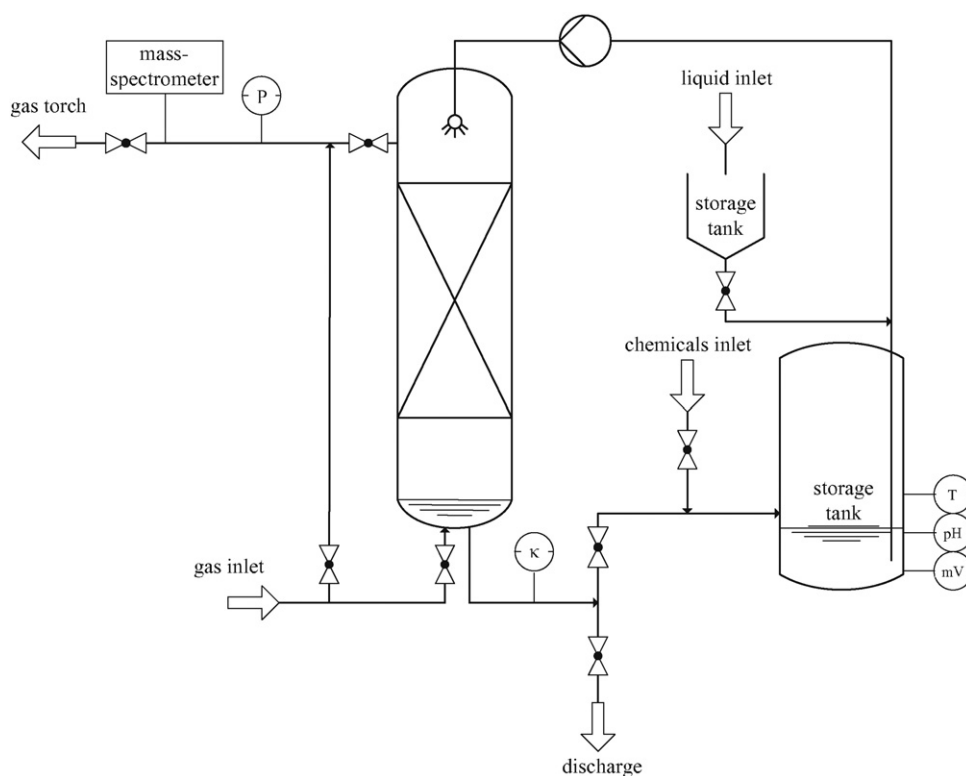 mass-
spectrometer
gas torch
P
liquid inlet
storage
tank
chemicals inlet
storage
tank
T
pH
mV
gas inlet
κ
discharge